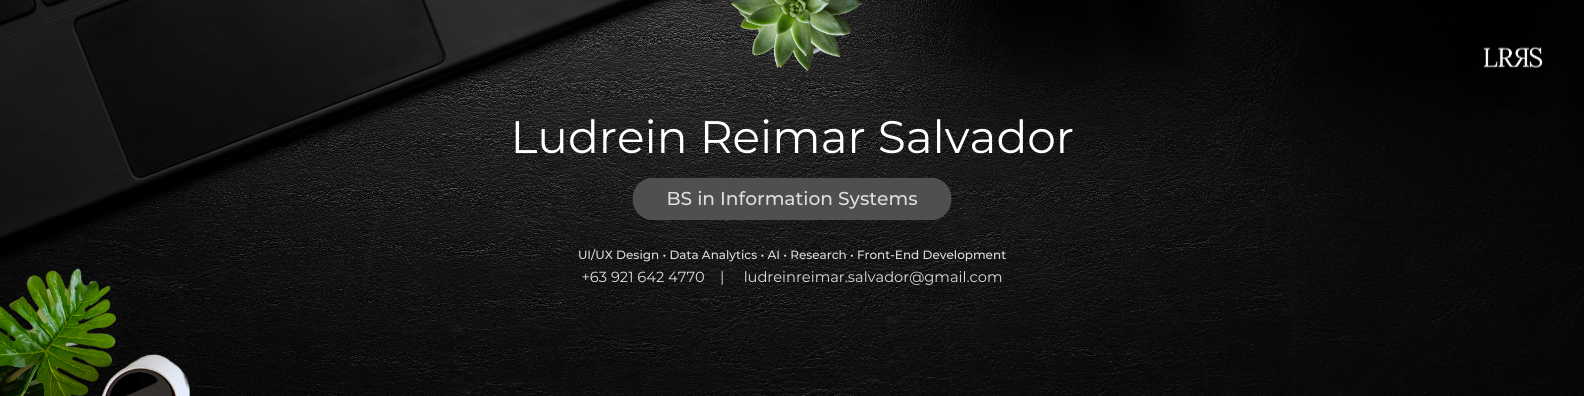 LRЯS
Ludrein Reimar Salvador
BS in Information Systems
UI/UX Design • Data Analytics • AI • Research • Front-End Development
+63 921 642 4770 | ludreinreimar.salvador@gmail.com